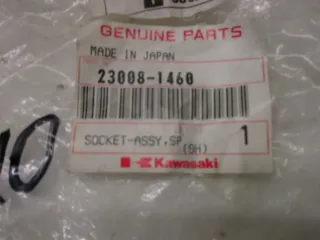 GENUINE PARTS
MADE IN JAPAN
23008-1460
SOCKET-ASSY,SP 1
(SH)
Kawasaki